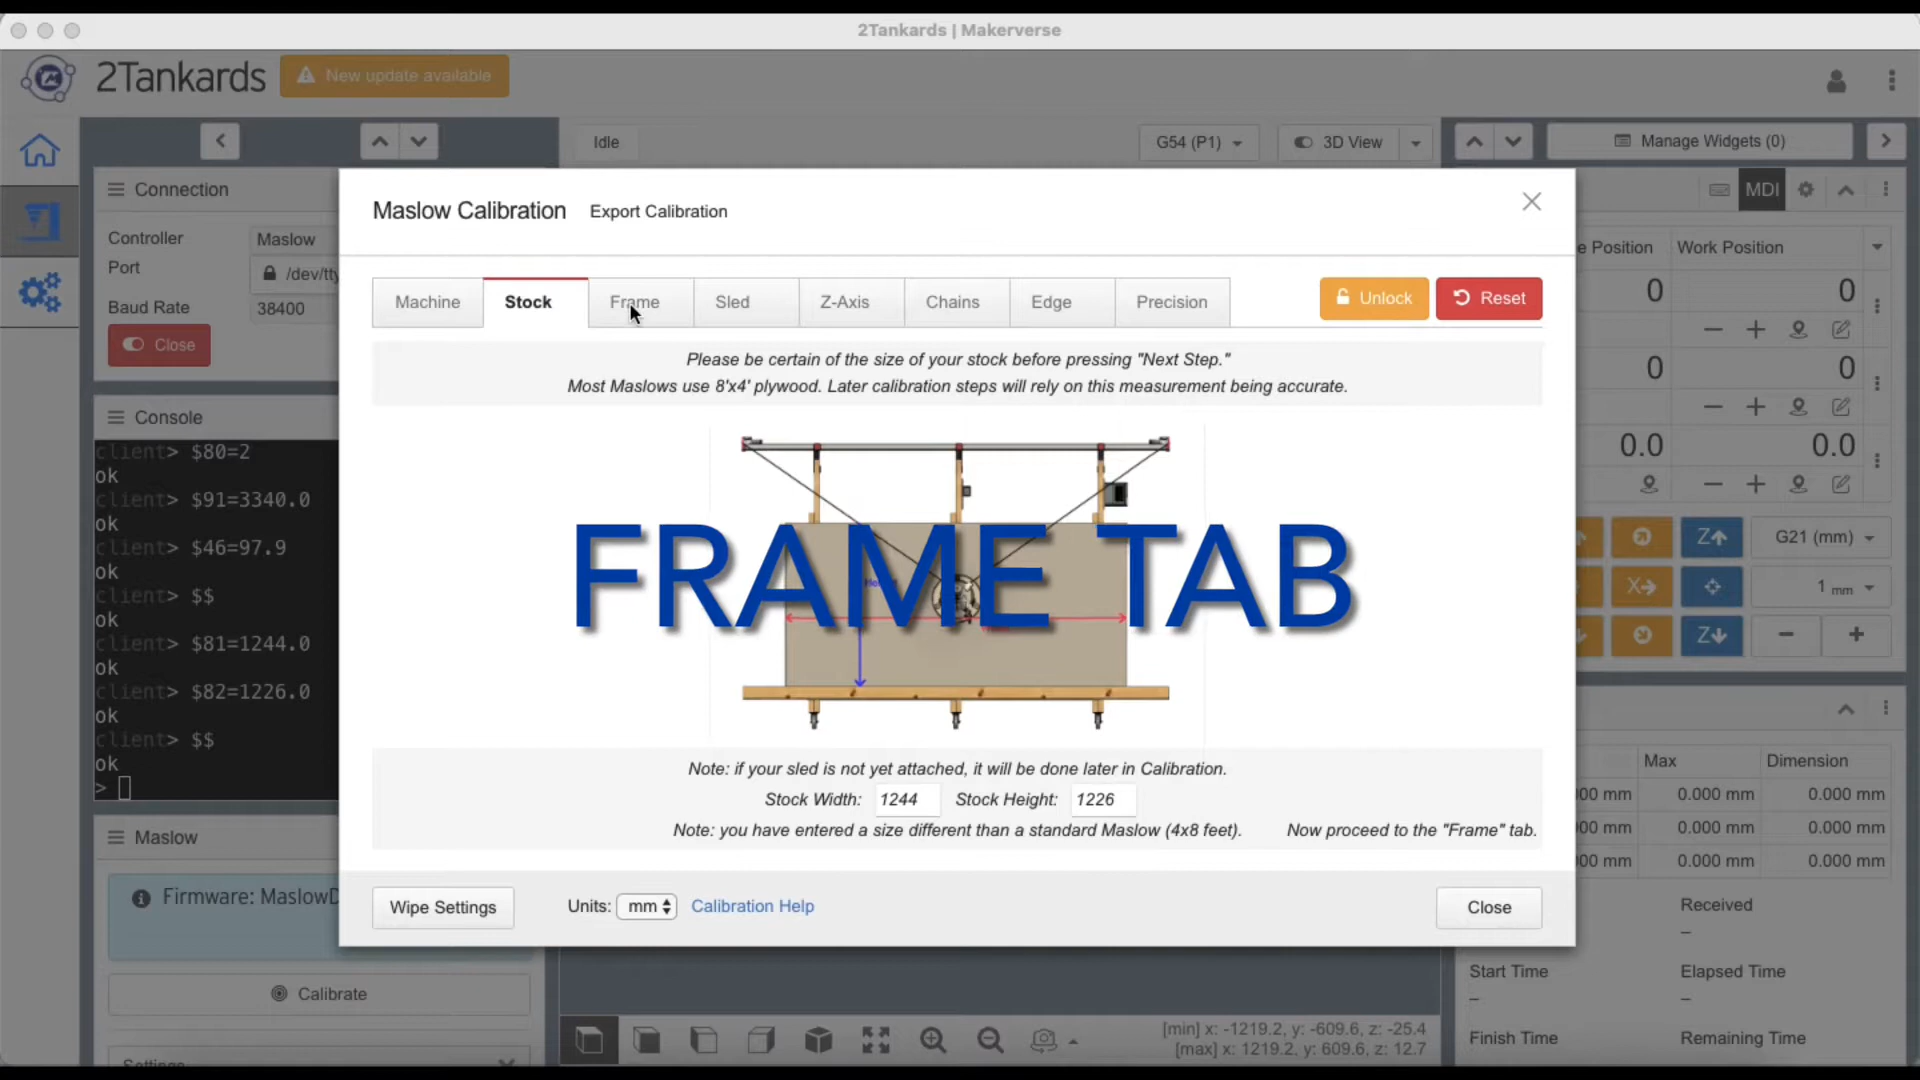 2Tankards | Makerverse
2Tankards
New update available
Idle
G54 (P1)
3D View
Manage Widgets (0)
Connection
MDI
Controller
Maslow
Port
/dev/tty
Baud Rate
38400
Close
e Position
Work Position
0
0
0
0
0.0
0.0
Console
client> $80=2
ok
client> $91=3340.0
ok
client> $46=97.9
ok
client> $$
ok
client> $81=1244.0
ok
client> $82=1226.0
ok
client> $$
ok
>
Maslow Calibration
Export Calibration
Machine
Stock
Frame
Sled
Z-Axis
Chains
Edge
Precision
Unlock
Reset
Please be certain of the size of your stock before pressing "Next Step."
Most Maslows use 8'x4' plywood. Later calibration steps will rely on this measurement being accurate.
FRAME TAB
Note: if your sled is not yet attached, it will be done later in Calibration.
Stock Width: 1244 Stock Height: 1226
Note: you have entered a size different than a standard Maslow (4x8 feet). Now proceed to the "Frame" tab.
Wipe Settings
Units: mm
Calibration Help
Close
Z
G21 (mm)
X
1 mm
Z
Max
Dimension
00 mm 0.000 mm 0.000 mm
00 mm 0.000 mm 0.000 mm
00 mm 0.000 mm 0.000 mm
Received
–
Start Time
Elapsed Time
–
–
Finish Time
Remaining Time
Maslow
Firmware: MaslowD
Calibrate
Settings
[min] x: -1219.2, y: -609.6, z: -25.4
[max] x: 1219.2, y: 609.6, z: 12.7